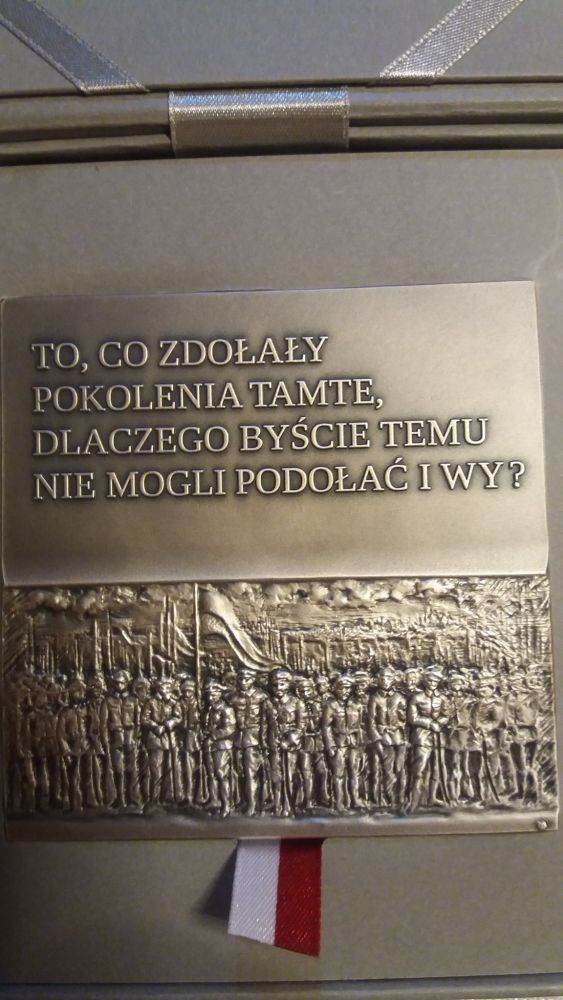 TO, CO ZDOŁAŁY
POKOLENIA TAMTE,
DLACZEGO BYŚCIE TEMU
NIE MOGLI PODOŁAĆ I WY?